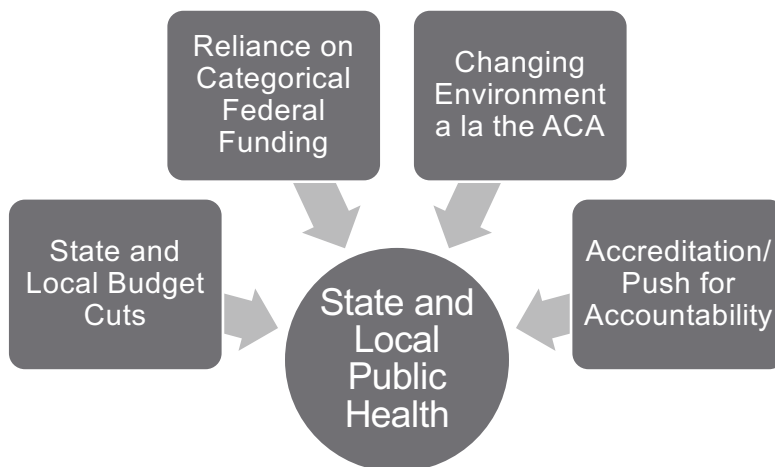 Reliance on
Categorical
Federal
Funding
Changing
Environment
a la the ACA
State and
Local Budget
Cuts
State and
Local
Public
Health
Accreditation/
Push for
Accountability